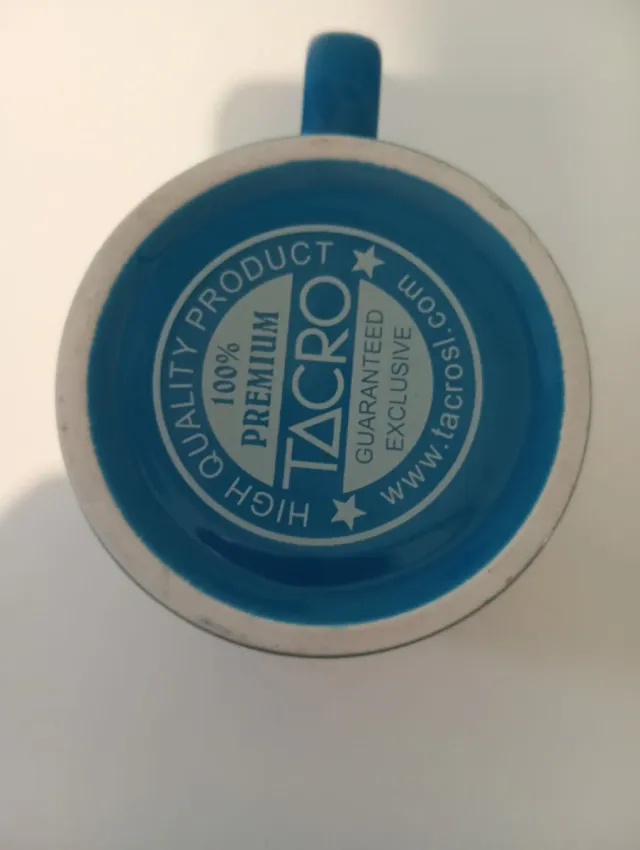 HIGH QUALITY PRODUCT
100%
PREMIUM
TACRO
GUARANTEED
EXCLUSIVE
www.tacrosl.com